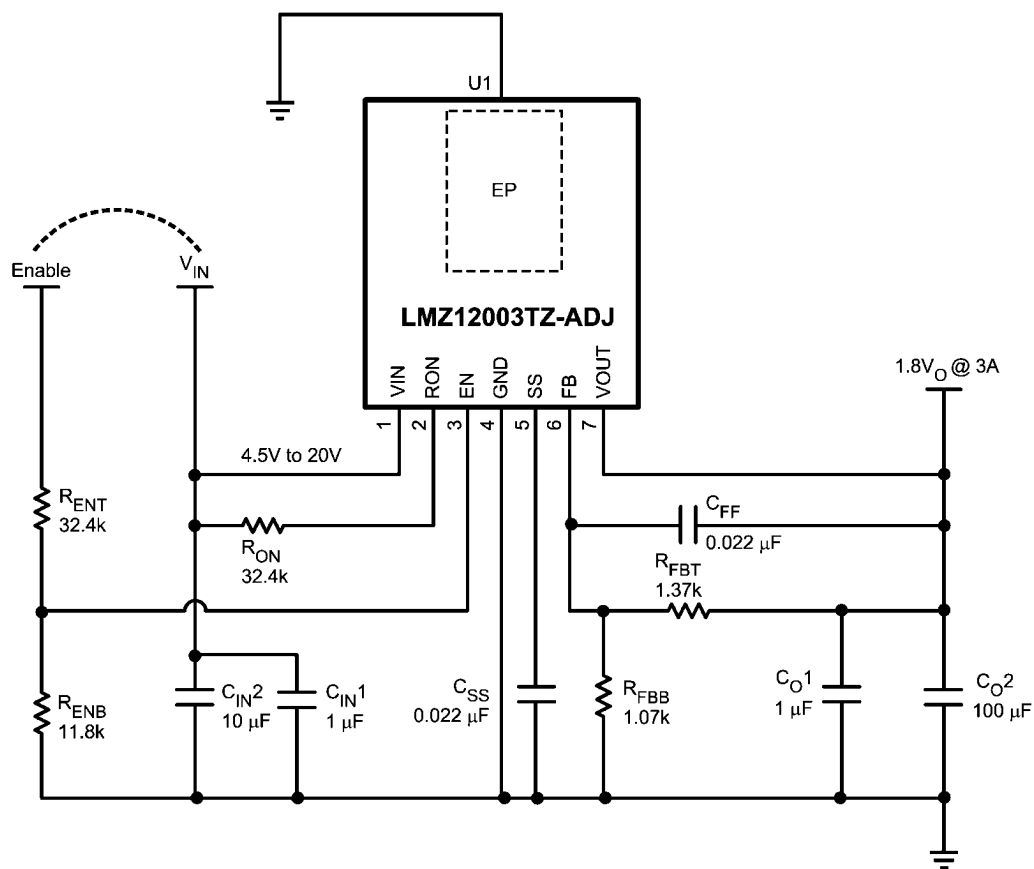 U1
EP
Enable
VIN
LMZ12003TZ-ADJ
VIN
RON
EN
GND
SS
FB
VOUT
1
2
3
4
5
6
7
1.8VO @ 3A
4.5V to 20V
RENT
32.4k
RON
32.4k
CFF
0.022 μF
RFBT
1.37k
RENB
11.8k
CIN2
10 μF
CIN1
1 μF
CSS
0.022 μF
RFBB
1.07k
CO1
1 μF
CO2
100 μF